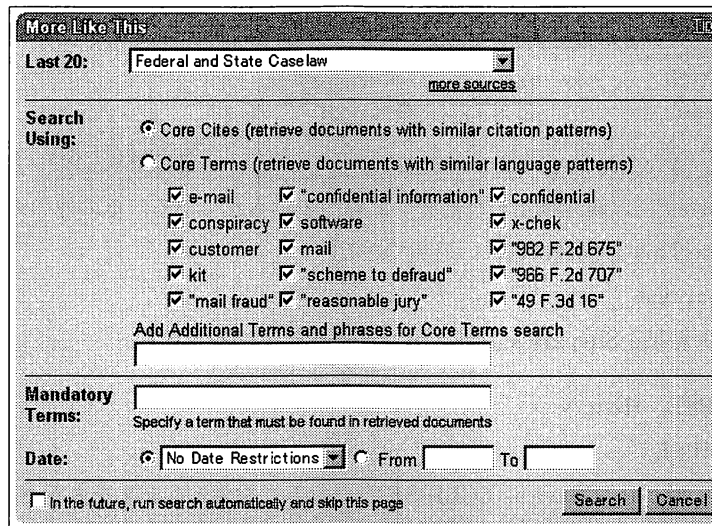 More Like This
Last 20: Federal and State Caselaw
more sources
Search Using:
Core Cites (retrieve documents with similar citation patterns)
Core Terms (retrieve documents with similar language patterns)
e-mail "confidential information" confidential
conspiracy software x-chek
customer mail "982 F.2d 675"
kit "scheme to defraud" "966 F.2d 707"
"mail fraud" "reasonable jury" "49 F.3d 16"
Add Additional Terms and phrases for Core Terms search
Mandatory Terms:
Specify a term that must be found in retrieved documents
Date: No Date Restrictions From To
In the future, run search automatically and skip this page Search Cancel